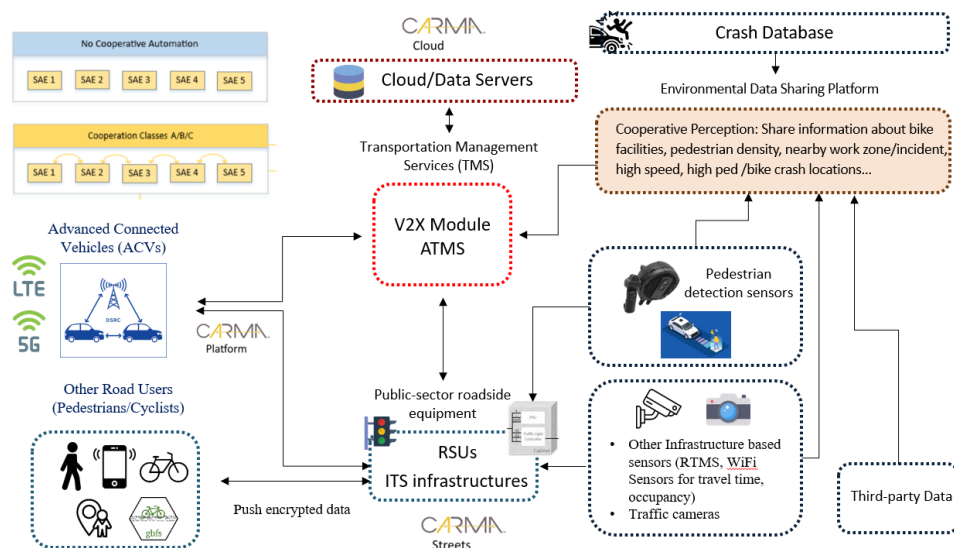 CARMA
Cloud
Cloud/Data Servers
Transportation Management
Services (TMS)
V2X Module
ATMS
No Cooperative Automation
SAE 1 SAE 2 SAE 3 SAE 4 SAE 5
Cooperation Classes A/B/C
SAE 1 SAE 2 SAE 3 SAE 4 SAE 5
Advanced Connected
Vehicles (ACVs)
LTE
5G
DSRC
CARMA
Platform
Other Road Users
(Pedestrians/Cyclists)
gbfs
Push encrypted data
Public-sector roadside
equipment
RSUs
ITS infrastructures
Traffic Light
Controller
Cabinet
CARMA
Streets
Crash Database
Environmental Data Sharing Platform
Cooperative Perception: Share information about bike
facilities, pedestrian density, nearby work zone/incident,
high speed, high ped /bike crash locations...
Pedestrian
detection sensors
• Other Infrastructure based
sensors (RTMS, WiFi
Sensors for travel time,
occupancy)
• Traffic cameras
Third-party Data